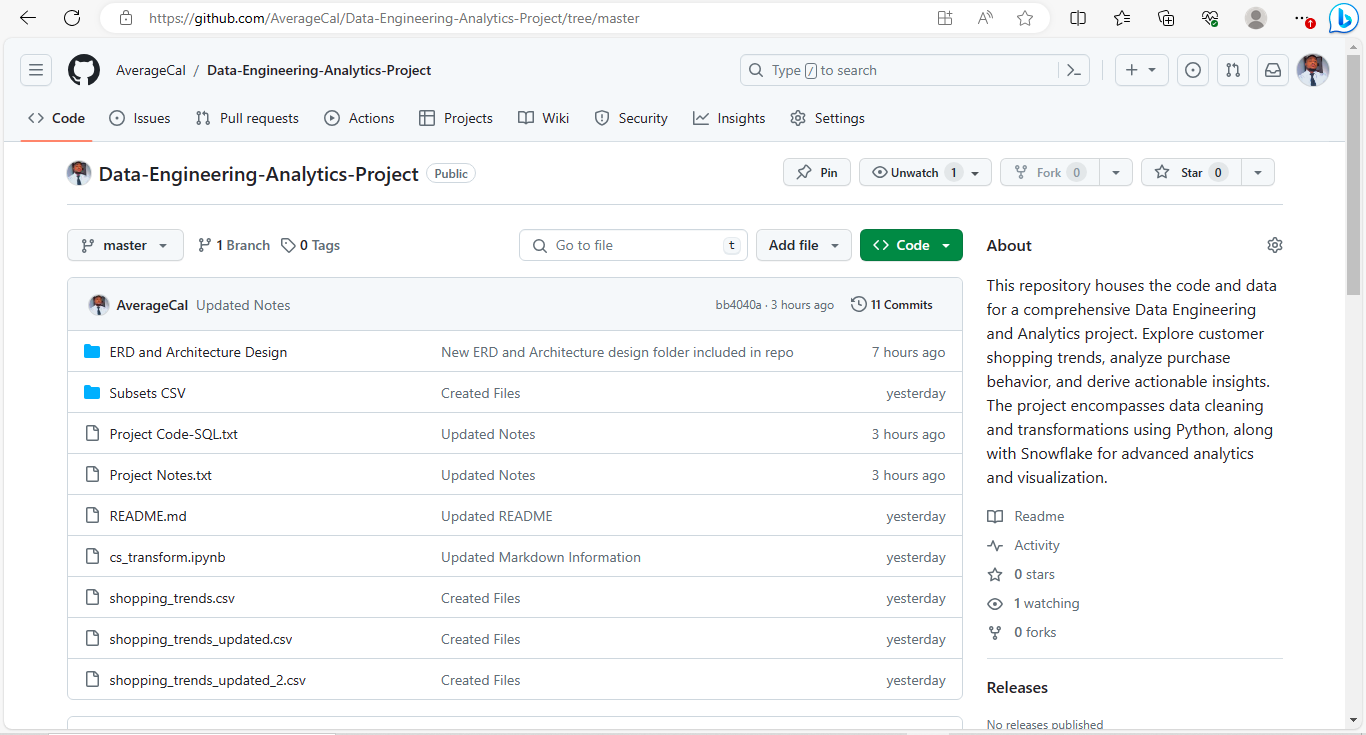 https://github.com/AverageCal/Data-Engineering-Analytics-Project/tree/master
AverageCal / Data-Engineering-Analytics-Project
Type / to search
Code Issues Pull requests Actions Projects Wiki Security Insights Settings
Data-Engineering-Analytics-Project Public
Pin Unwatch 1 Fork 0 Star 0
master 1 Branch 0 Tags Go to file t Add file Code
AverageCal Updated Notes bb4040a · 3 hours ago 11 Commits
ERD and Architecture Design New ERD and Architecture design folder included in repo 7 hours ago
Subsets CSV Created Files yesterday
Project Code-SQL.txt Updated Notes 3 hours ago
Project Notes.txt Updated Notes 3 hours ago
README.md Updated README yesterday
cs_transform.ipynb Updated Markdown Information yesterday
shopping_trends.csv Created Files yesterday
shopping_trends_updated.csv Created Files yesterday
shopping_trends_updated_2.csv Created Files yesterday
About
This repository houses the code and data
for a comprehensive Data Engineering
and Analytics project. Explore customer
shopping trends, analyze purchase
behavior, and derive actionable insights.
The project encompasses data cleaning
and transformations using Python, along
with Snowflake for advanced analytics
and visualization.
Readme
Activity
0 stars
1 watching
0 forks
Releases
No releases published